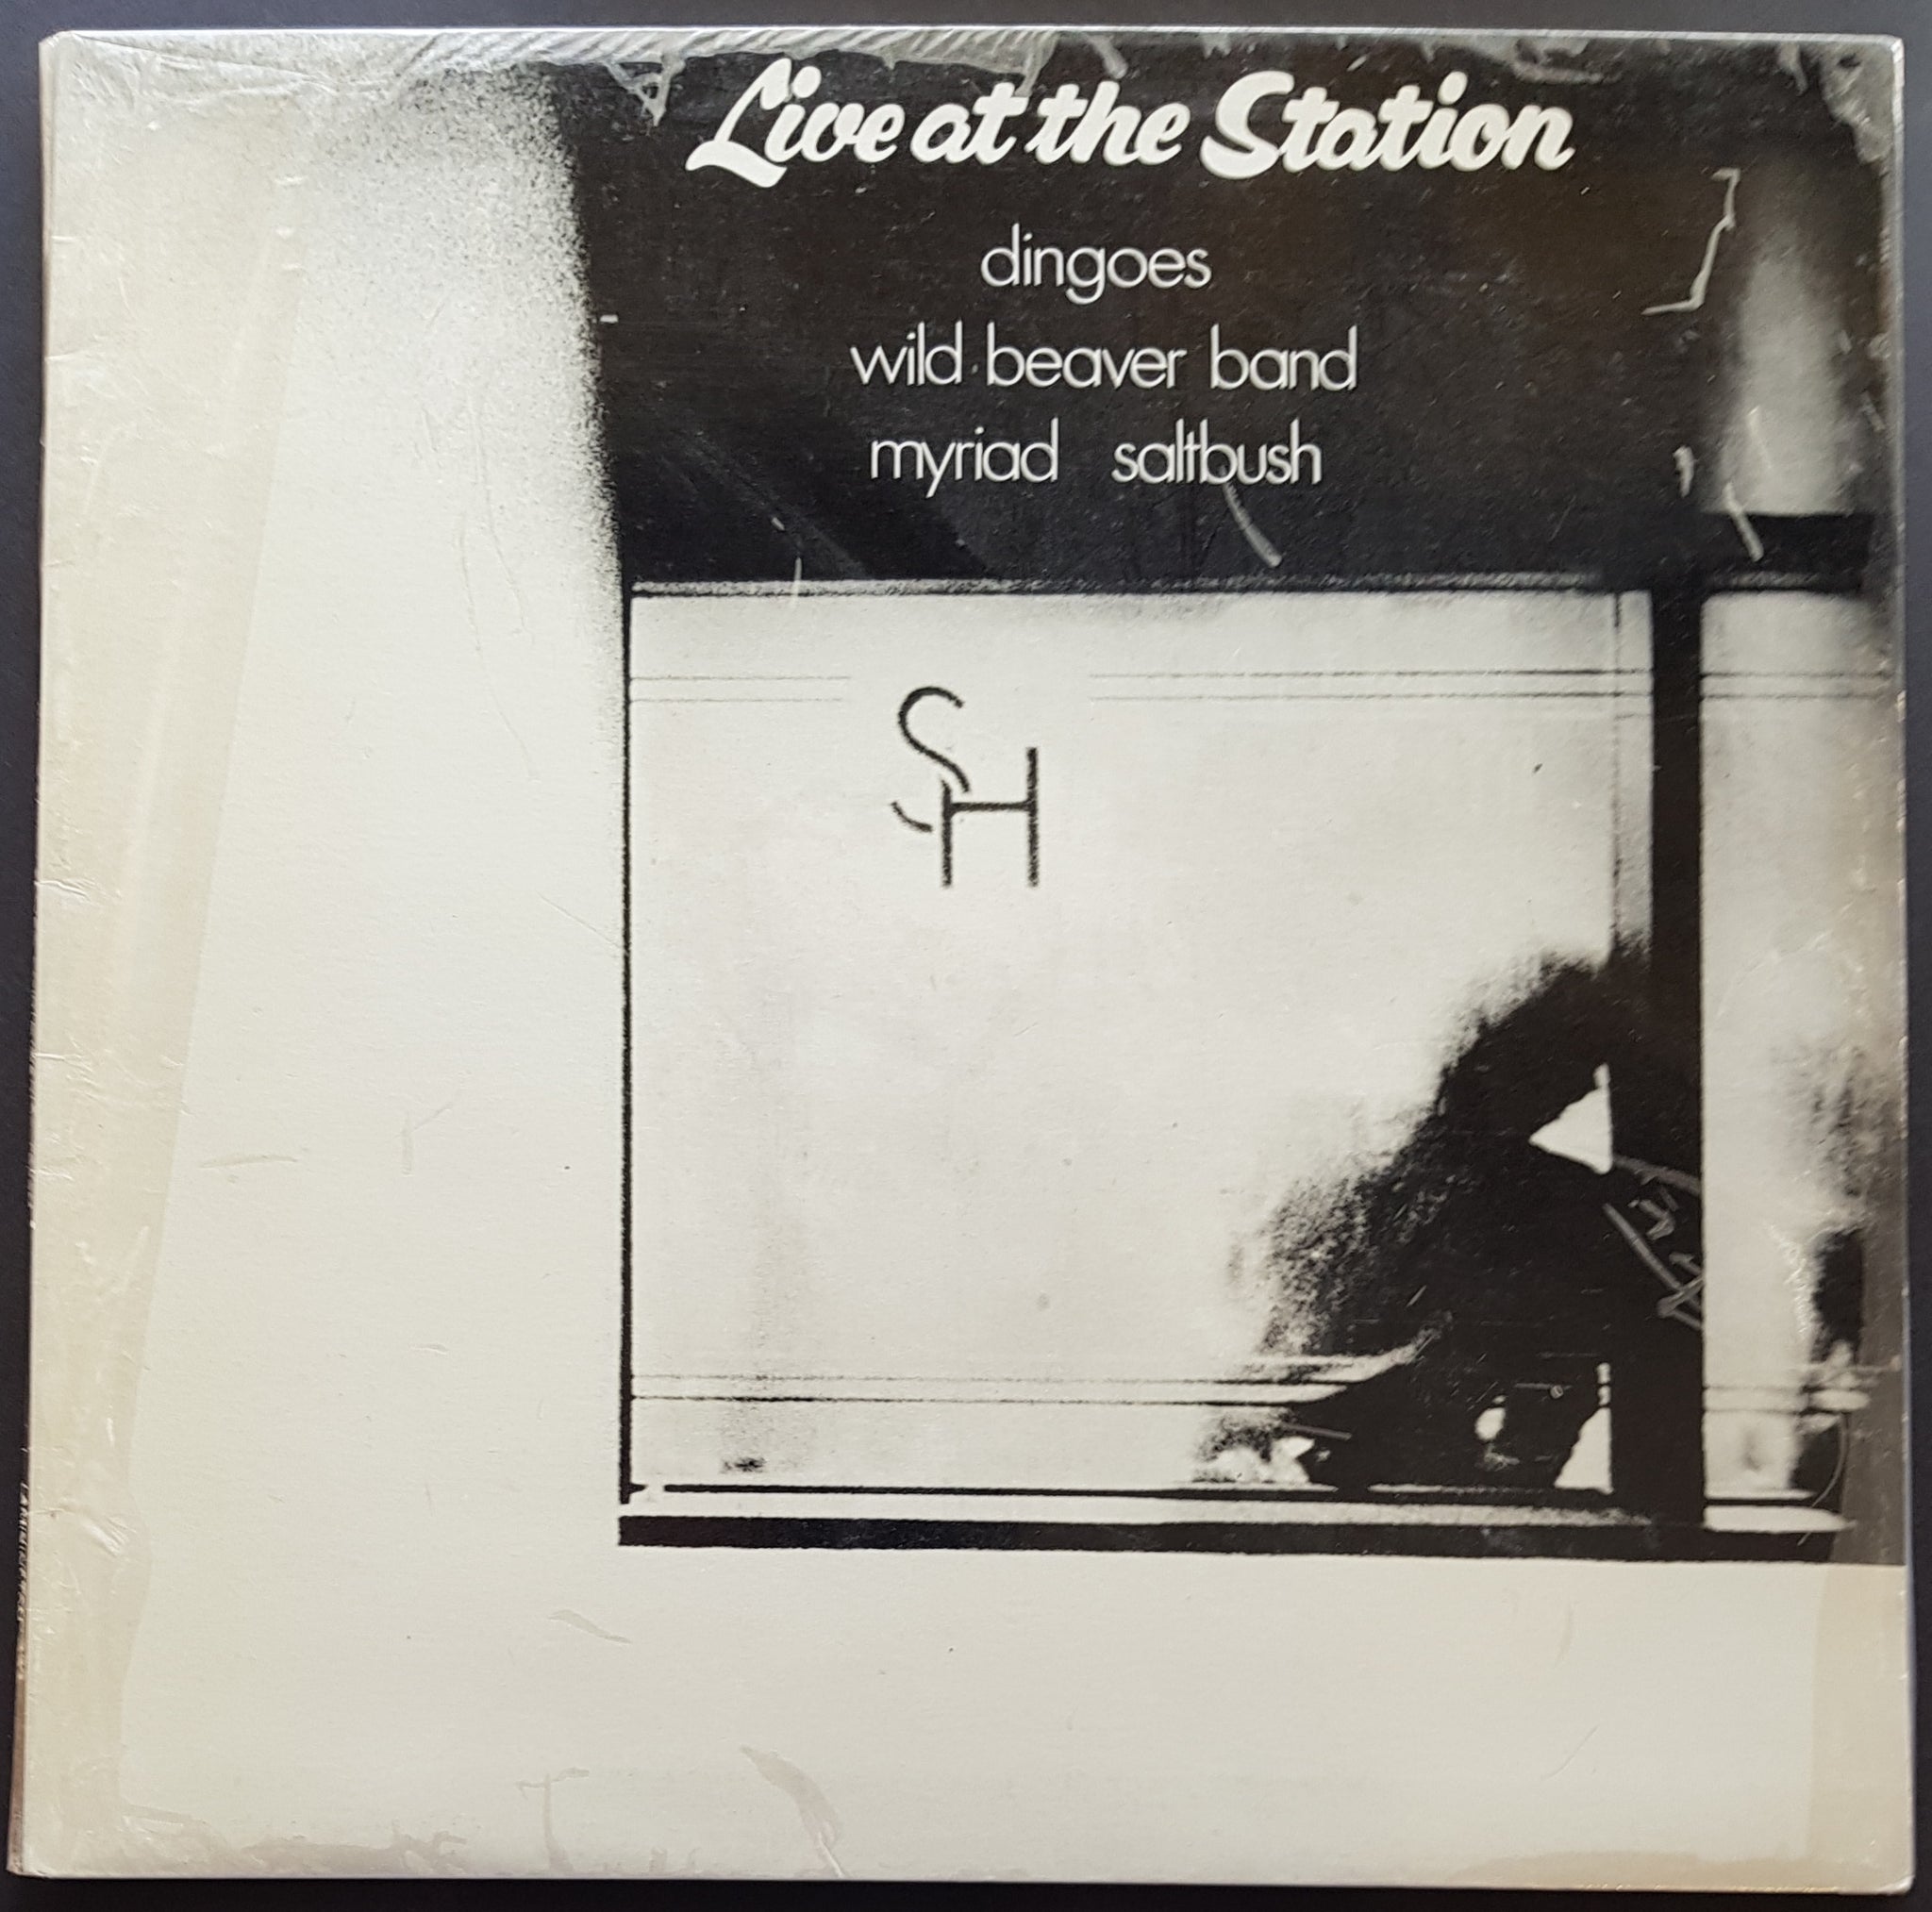 Live at the Station
dingoes
wild beaver band
myriad saltbush
SH